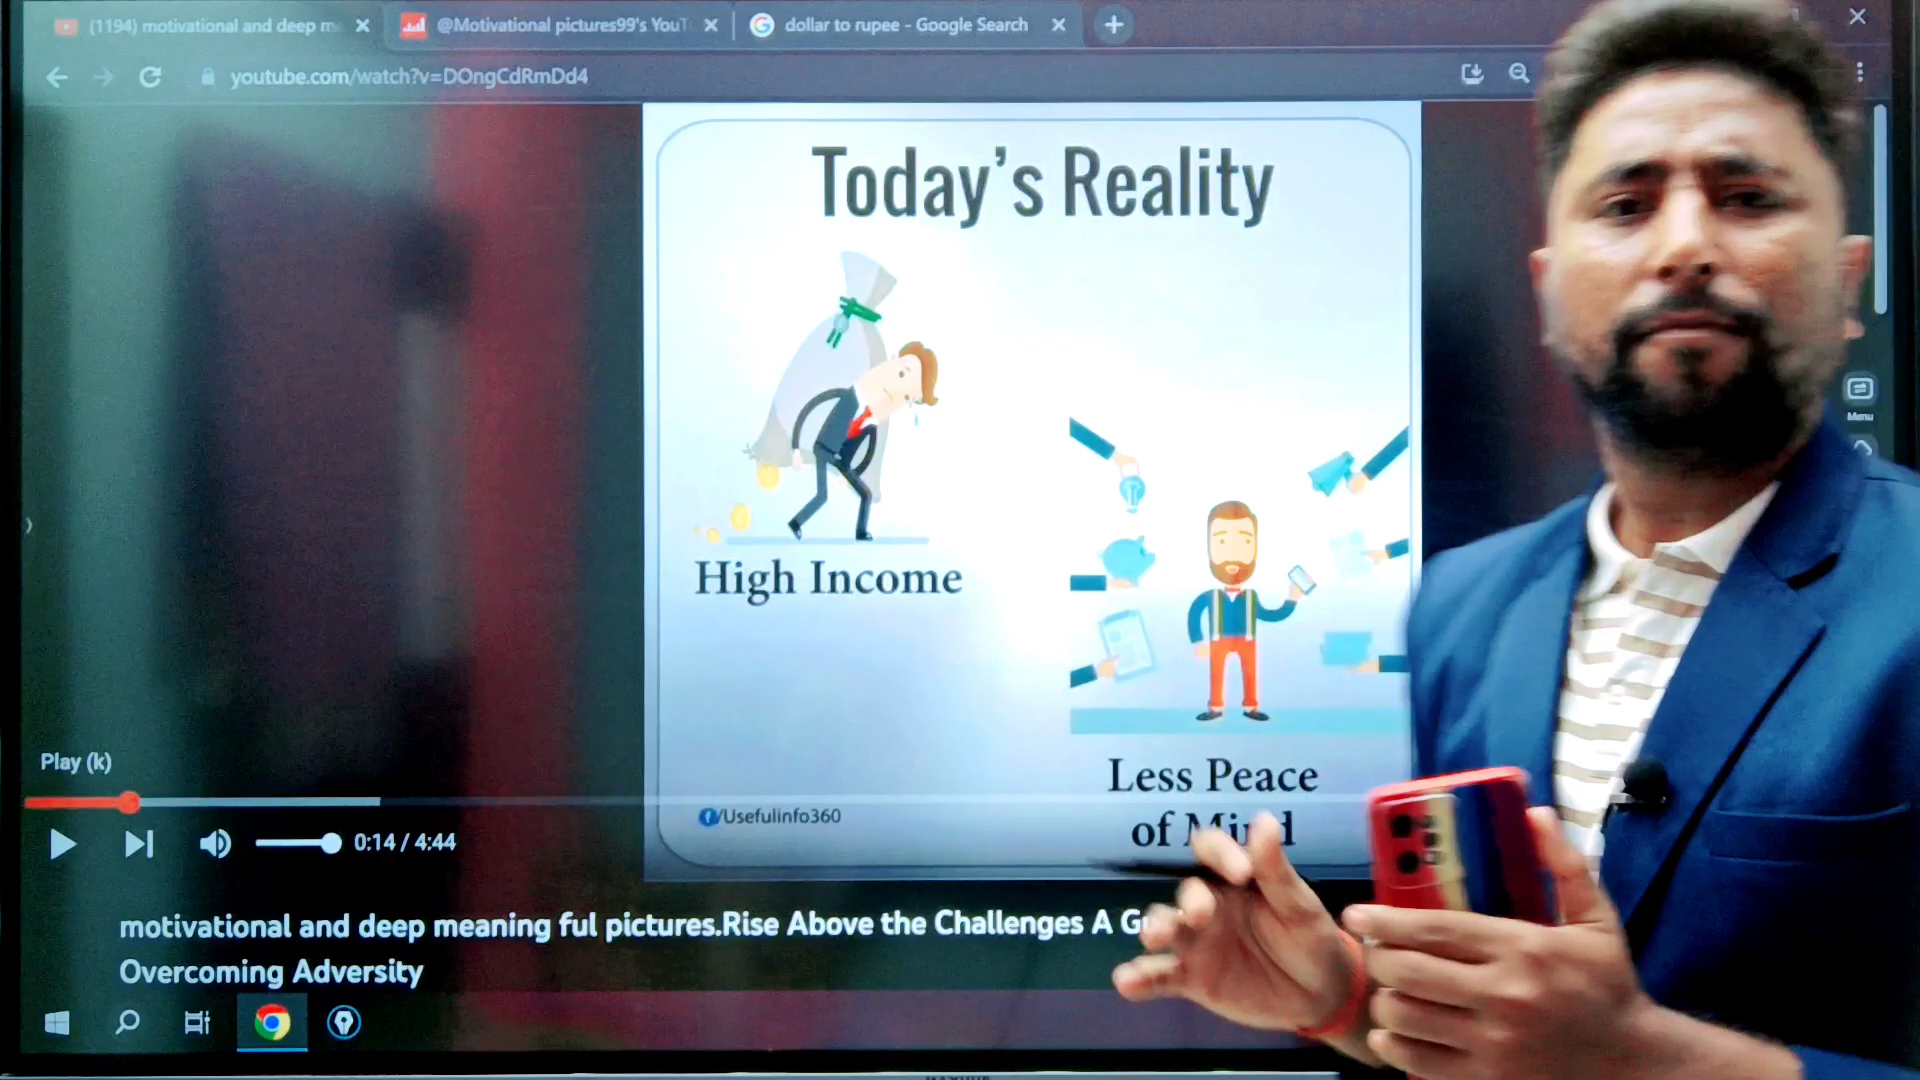 (1194) motivational and deep m
@Motivational pictures99's YouT
dollar to rupee - Google Search
youtube.com/watch?v=DOngCdRmDd4
Today's Reality
High Income
Less Peace
of Mind
/Usefulinfo360
Menu
Play (k)
0:14 / 4:44
motivational and deep meaning ful pictures.Rise Above the Challenges A G
Overcoming Adversity